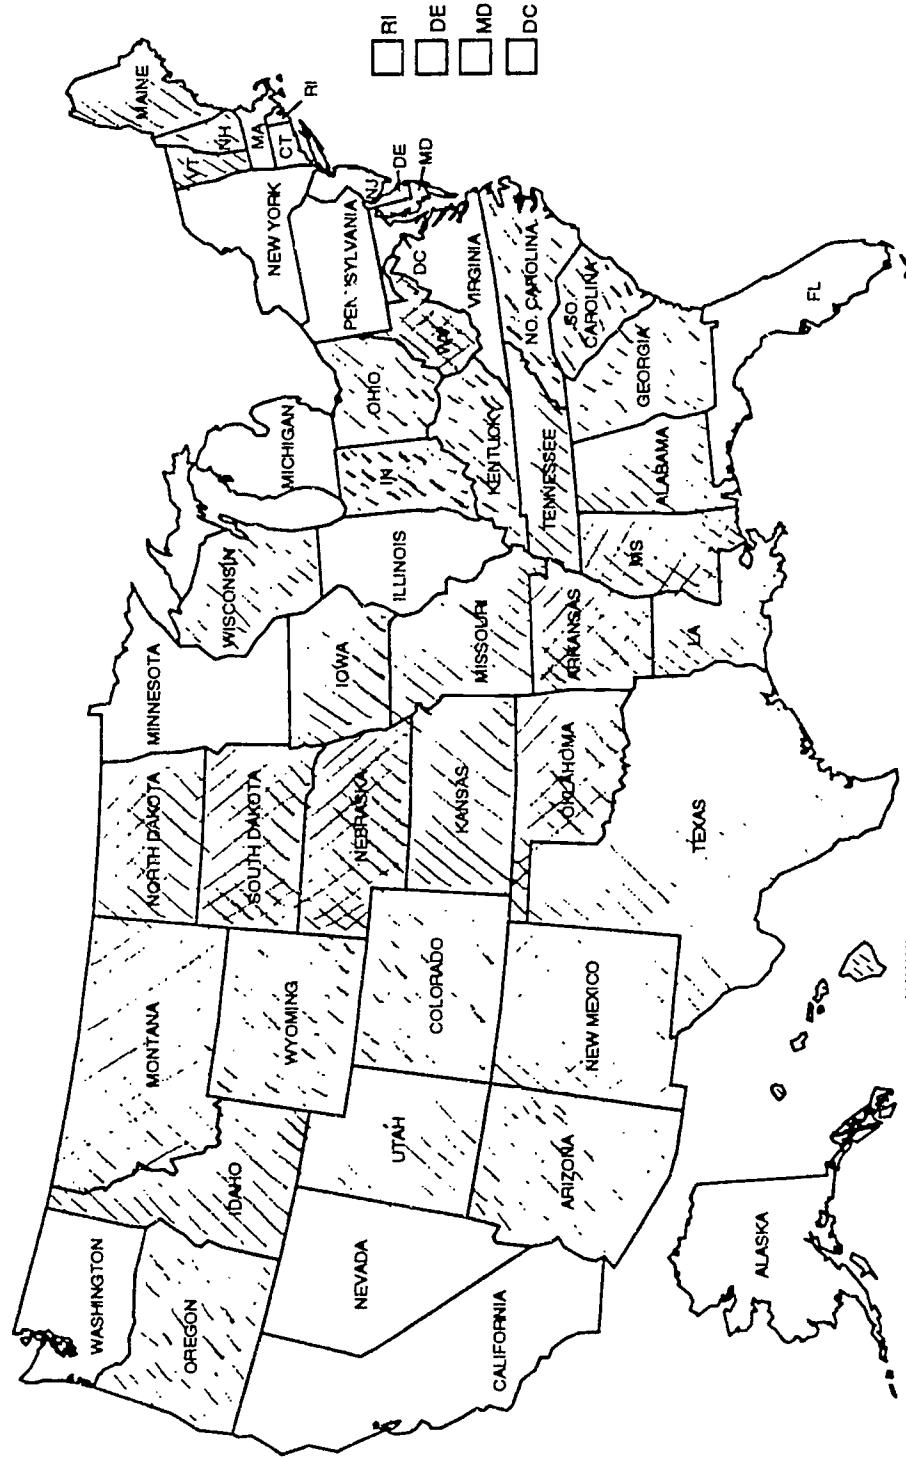 WASHINGTON
OREGON
CALIFORNIA
NEVADA
IDAHO
MONTANA
WYOMING
UTAH
ARIZONA
COLORADO
NEW MEXICO
NORTH DAKOTA
SOUTH DAKOTA
NEBRASKA
KANSAS
OKLAHOMA
TEXAS
MINNESOTA
IOWA
MISSOURI
ARKANSAS
LA
WISCONSIN
ILLINOIS
MICHIGAN
IN
OHIO
KENTUCKY
TENNESSEE
MS
ALABAMA
GEORGIA
FL
SO.
CAROLINA
NO. CAROLINA
VIRGINIA
DC
NEW YORK
NJ
DE
MD
VT
NH
MAINE
MA
CT
RI
ALASKA
RI
DE
MD
DC